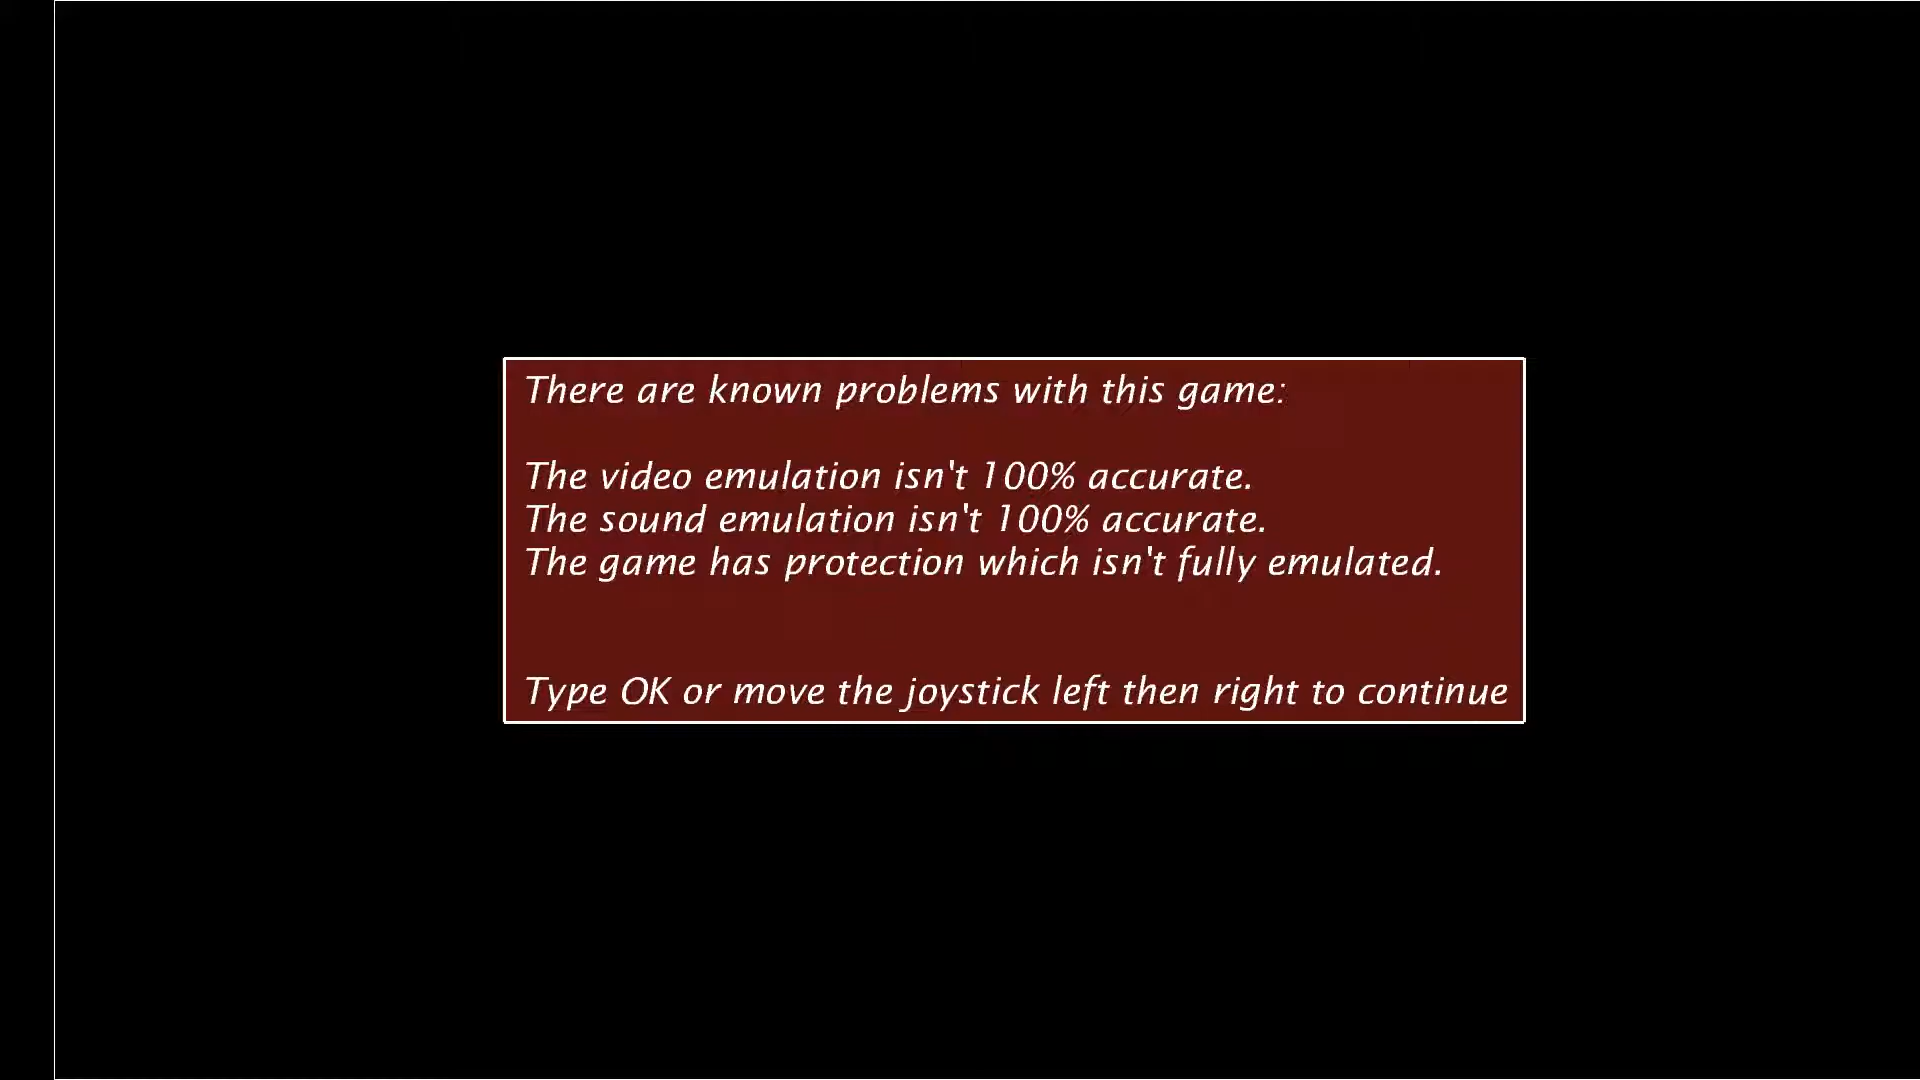 There are known problems with this game:
The video emulation isn't 100% accurate.
The sound emulation isn't 100% accurate.
The game has protection which isn't fully emulated.
Type OK or move the joystick left then right to continue